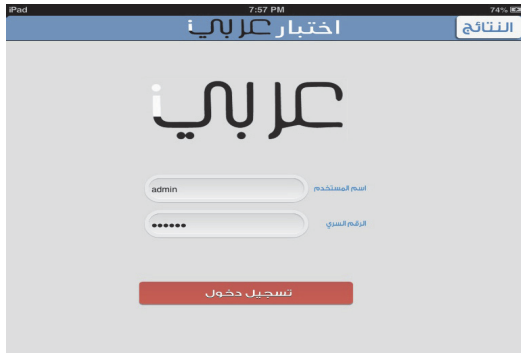 iPad 7:57 PM 74%
اختبار عربي i النتائج
عربي i
اسم المستخدم admin
الرقم السري ••••••
تسجيل دخول